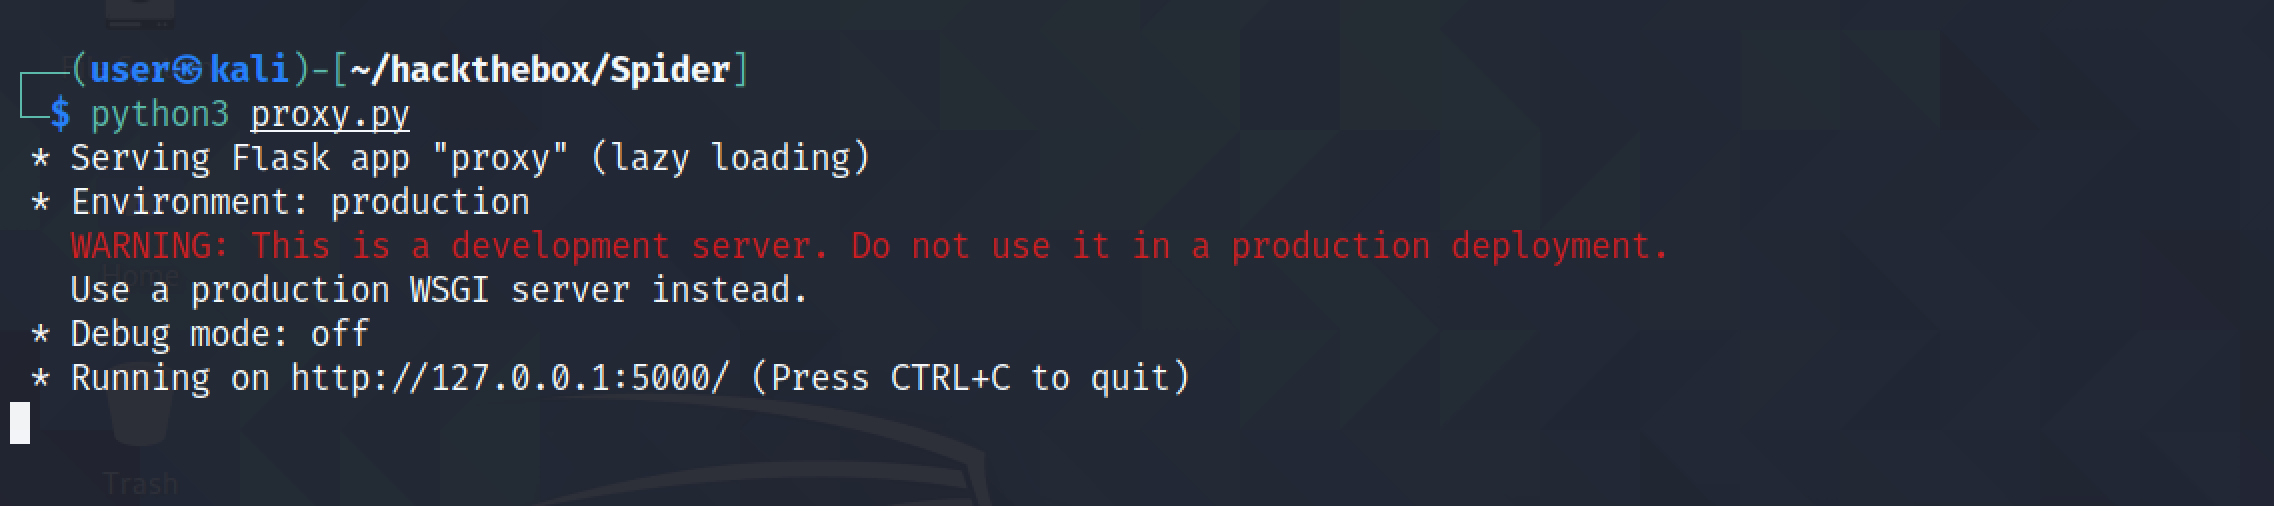 (user㉿kali)-[~/hackthebox/Spider]
$ python3 proxy.py
* Serving Flask app "proxy" (lazy loading)
* Environment: production
WARNING: This is a development server. Do not use it in a production deployment.
Use a production WSGI server instead.
* Debug mode: off
* Running on http://127.0.0.1:5000/ (Press CTRL+C to quit)
Home
Trash